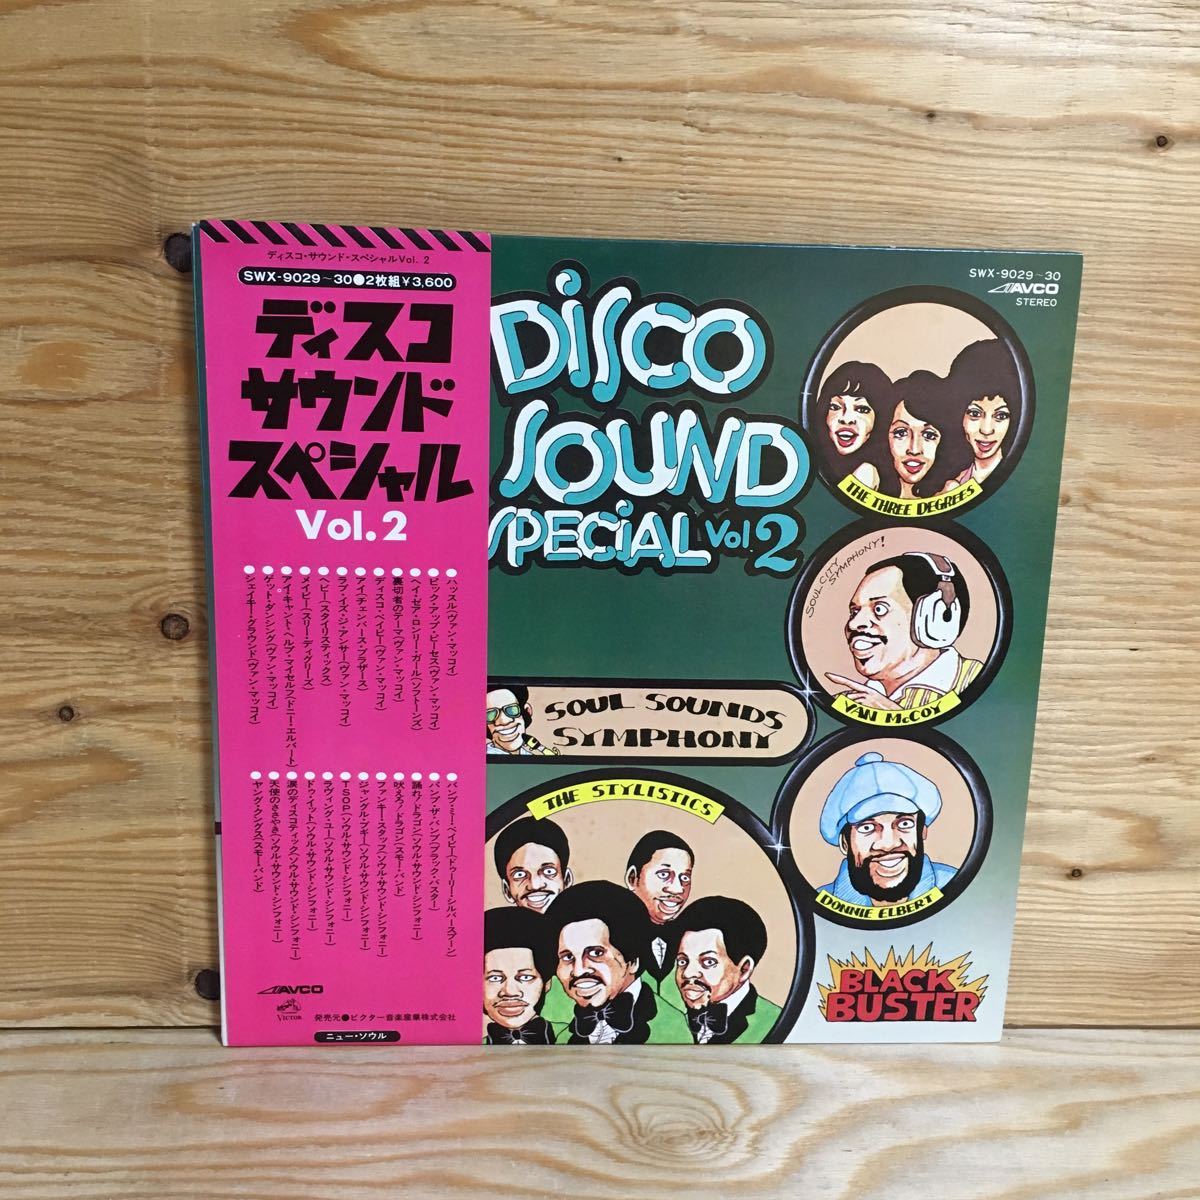 ディスコ・サウンド・スペシャルVol. 2
SWX-9029~30●2枚組¥3,600
ディスコ
サウンド
スペシャル
Vol.2
●ハッスル(ヴァン・マッコイ)
●ピック・アップ・ピーセス(ヴァン・マッコイ)
●ヘイ・ゼア・ロンリー・ガール(ソフトーンズ)
●裏切者のテーマ(ヴァン・マッコイ)
●ディスコ・ベイビー(ヴァン・マッコイ)
●アイ(チェンバース・ブラザーズ)
●ラブ・イズ・ジ・アンサー(ヴァン・マッコイ)
●ヘビー(スタイリスティックス)
●メイビー(スリー・ディグリーズ)
●アイ・キャント・ヘルプ・マイセルフ(ドニー・エルバート)
●ゲット・ダンシング(ヴァン・マッコイ)
●シェイキー・グラウンド(ヴァン・マッコイ)
●バンプ・ミー・ベイビー(ドゥーリー・シルバースプーン)
●バンプ・ザ・バンプ(ブラック・バスター)
●踊れ!ドラゴン(ソウル・サウンド・シンフォニー)
●吠えろ!ドラゴン(スモー・バンド)
●ファンキー・スタッフ(ソウル・サウンド・シンフォニー)
●ジャングル・ブギー(ソウル・サウンド・シンフォニー)
●TSOP(ソウル・サウンド・シンフォニー)
●ラヴィング・ユー(ソウル・サウンド・シンフォニー)
●ドゥ・イット(ソウル・サウンド・シンフォニー)
●涙のディスコティック(ソウル・サウンド・シンフォニー)
●天使のささやき(ソウル・サウンド・シンフォニー)
●ヤング・クングス(スモー・バンド)
AVCO
VICTOR
発売元●ビクター音楽産業株式会社
ニュー・ソウル
DISCO
SOUND
SPECIAL Vol 2
SWX-9029~30
AVCO
STEREO
THE THREE DEGREES
SOUL CITY
SYMPHONY!
VAN McCOY
SOUL SOUNDS
SYMPHONY
THE STYLISTICS
DONNIE ELBERT
BLACK
BUSTER